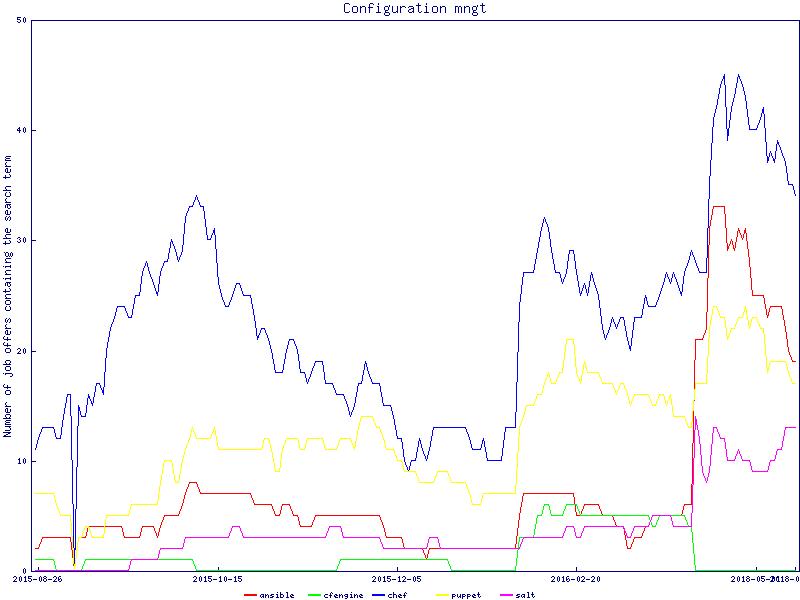 Configuration mngt
Number of job offers containing the search term
50
40
30
20
10
0
2015-08-26 2015-10-15 2015-12-05 2016-02-20
ansible cfengine chef puppet salt